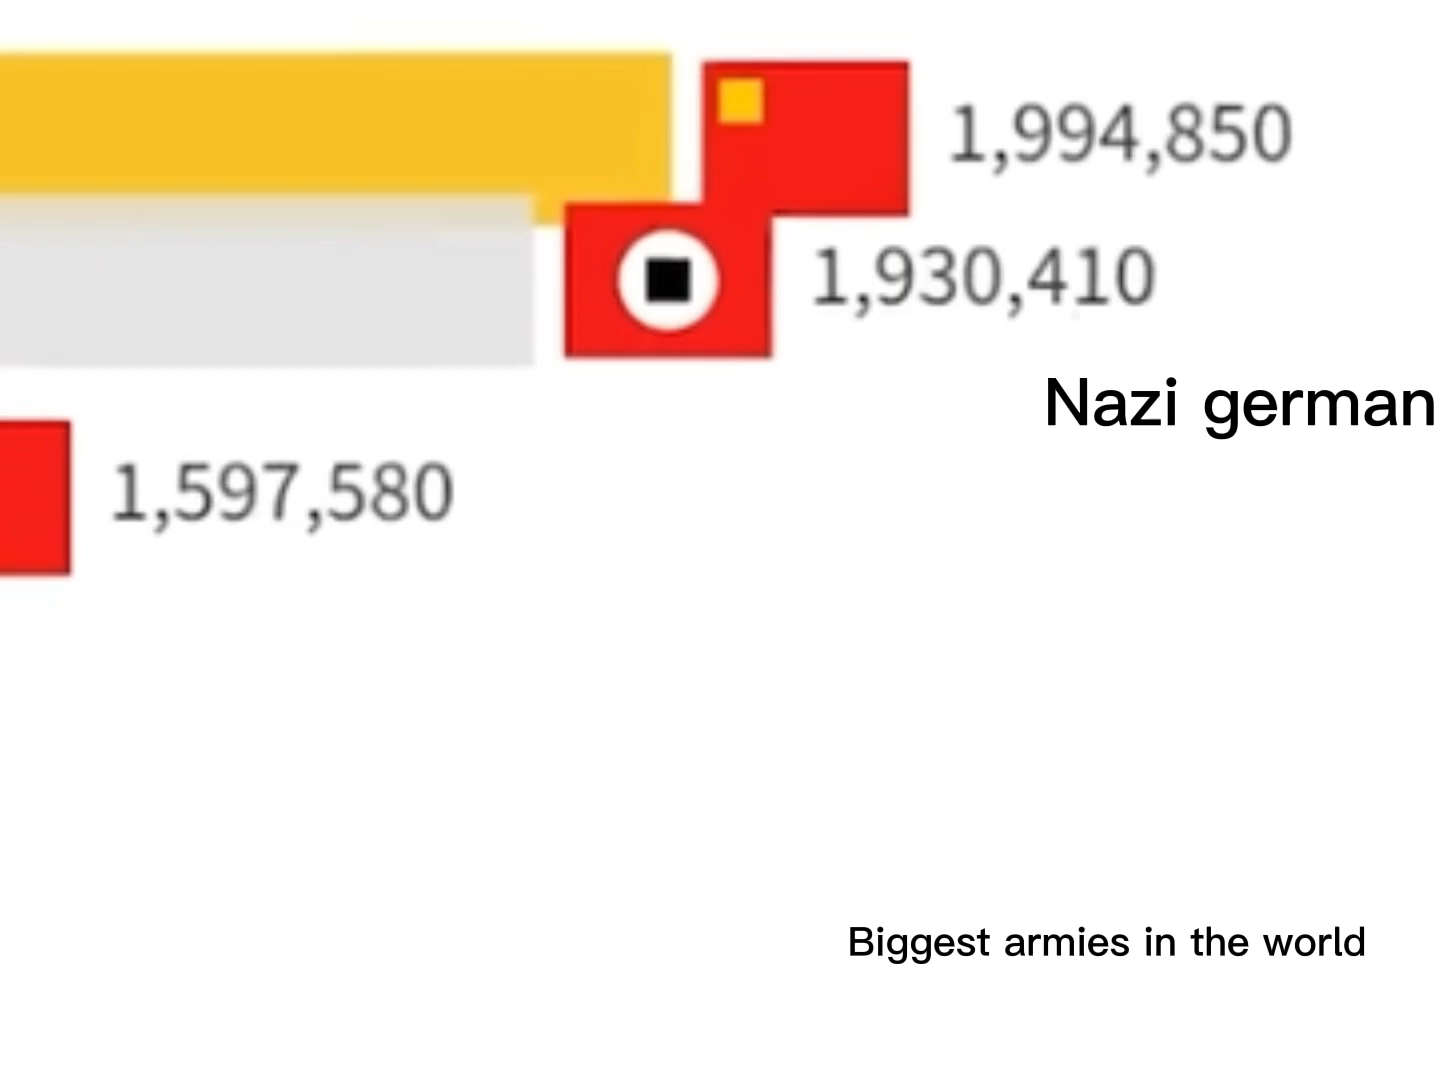 1,994,850
1,930,410
Nazi german
1,597,580
Biggest armies in the world